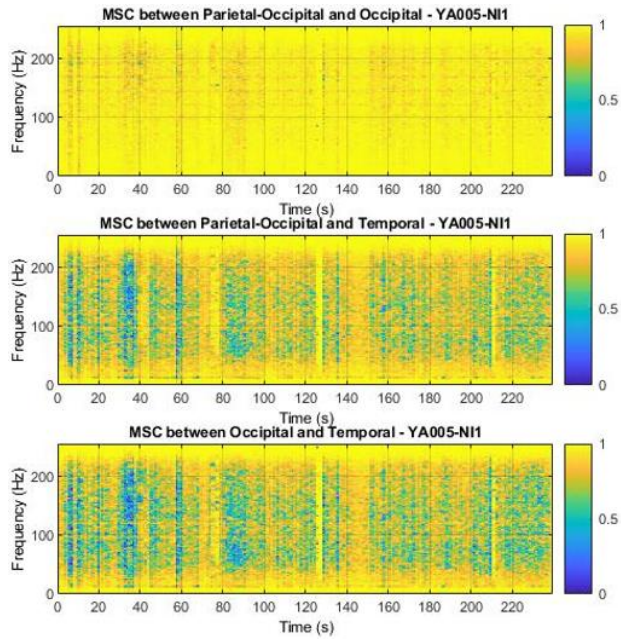 MSC between Parietal-Occipital and Occipital - YA005-NI1
Frequency (Hz)
200
100
0
0 20 40 60 80 100 120 140 160 180 200 220
Time (s)
1
0.5
0
MSC between Parietal-Occipital and Temporal - YA005-NI1
Frequency (Hz)
200
100
0
0 20 40 60 80 100 120 140 160 180 200 220
Time (s)
1
0.5
0
MSC between Occipital and Temporal - YA005-NI1
Frequency (Hz)
200
100
0
0 20 40 60 80 100 120 140 160 180 200 220
Time (s)
1
0.5
0